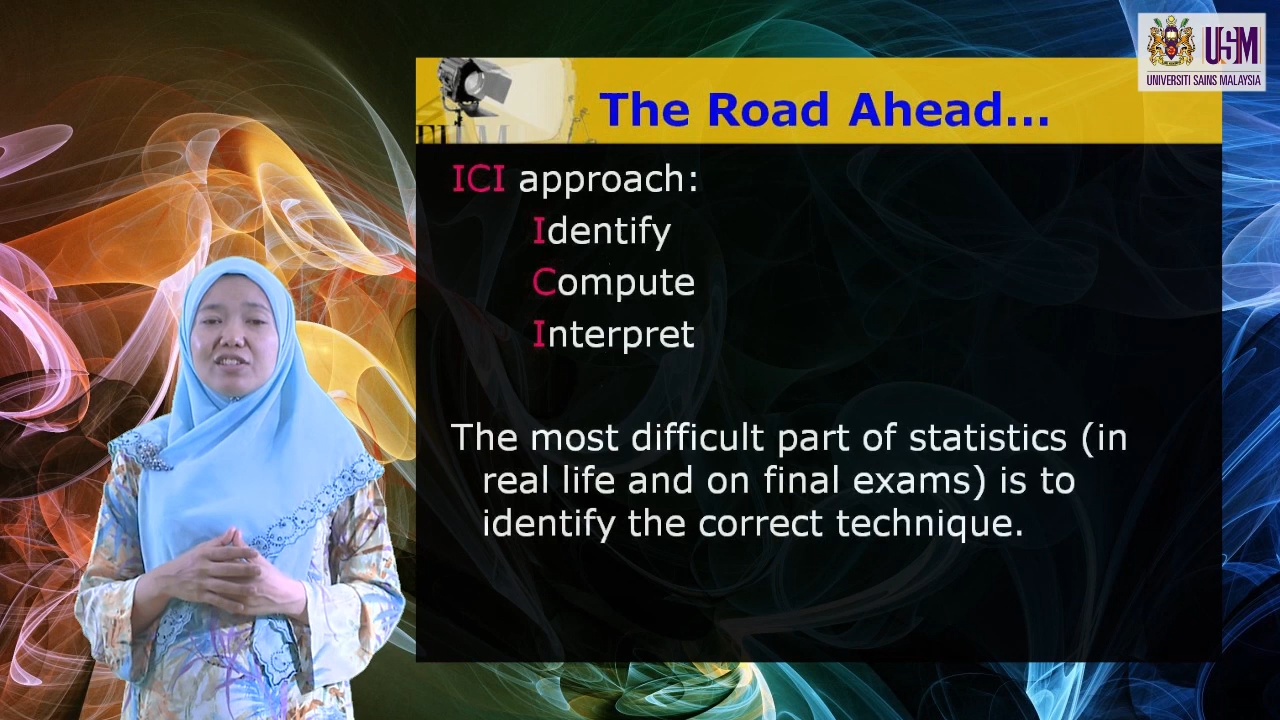 USM
UNIVERSITI SAINS MALAYSIA
The Road Ahead...
ICI approach:
Identify
Compute
Interpret
The most difficult part of statistics (in
real life and on final exams) is to
identify the correct technique.